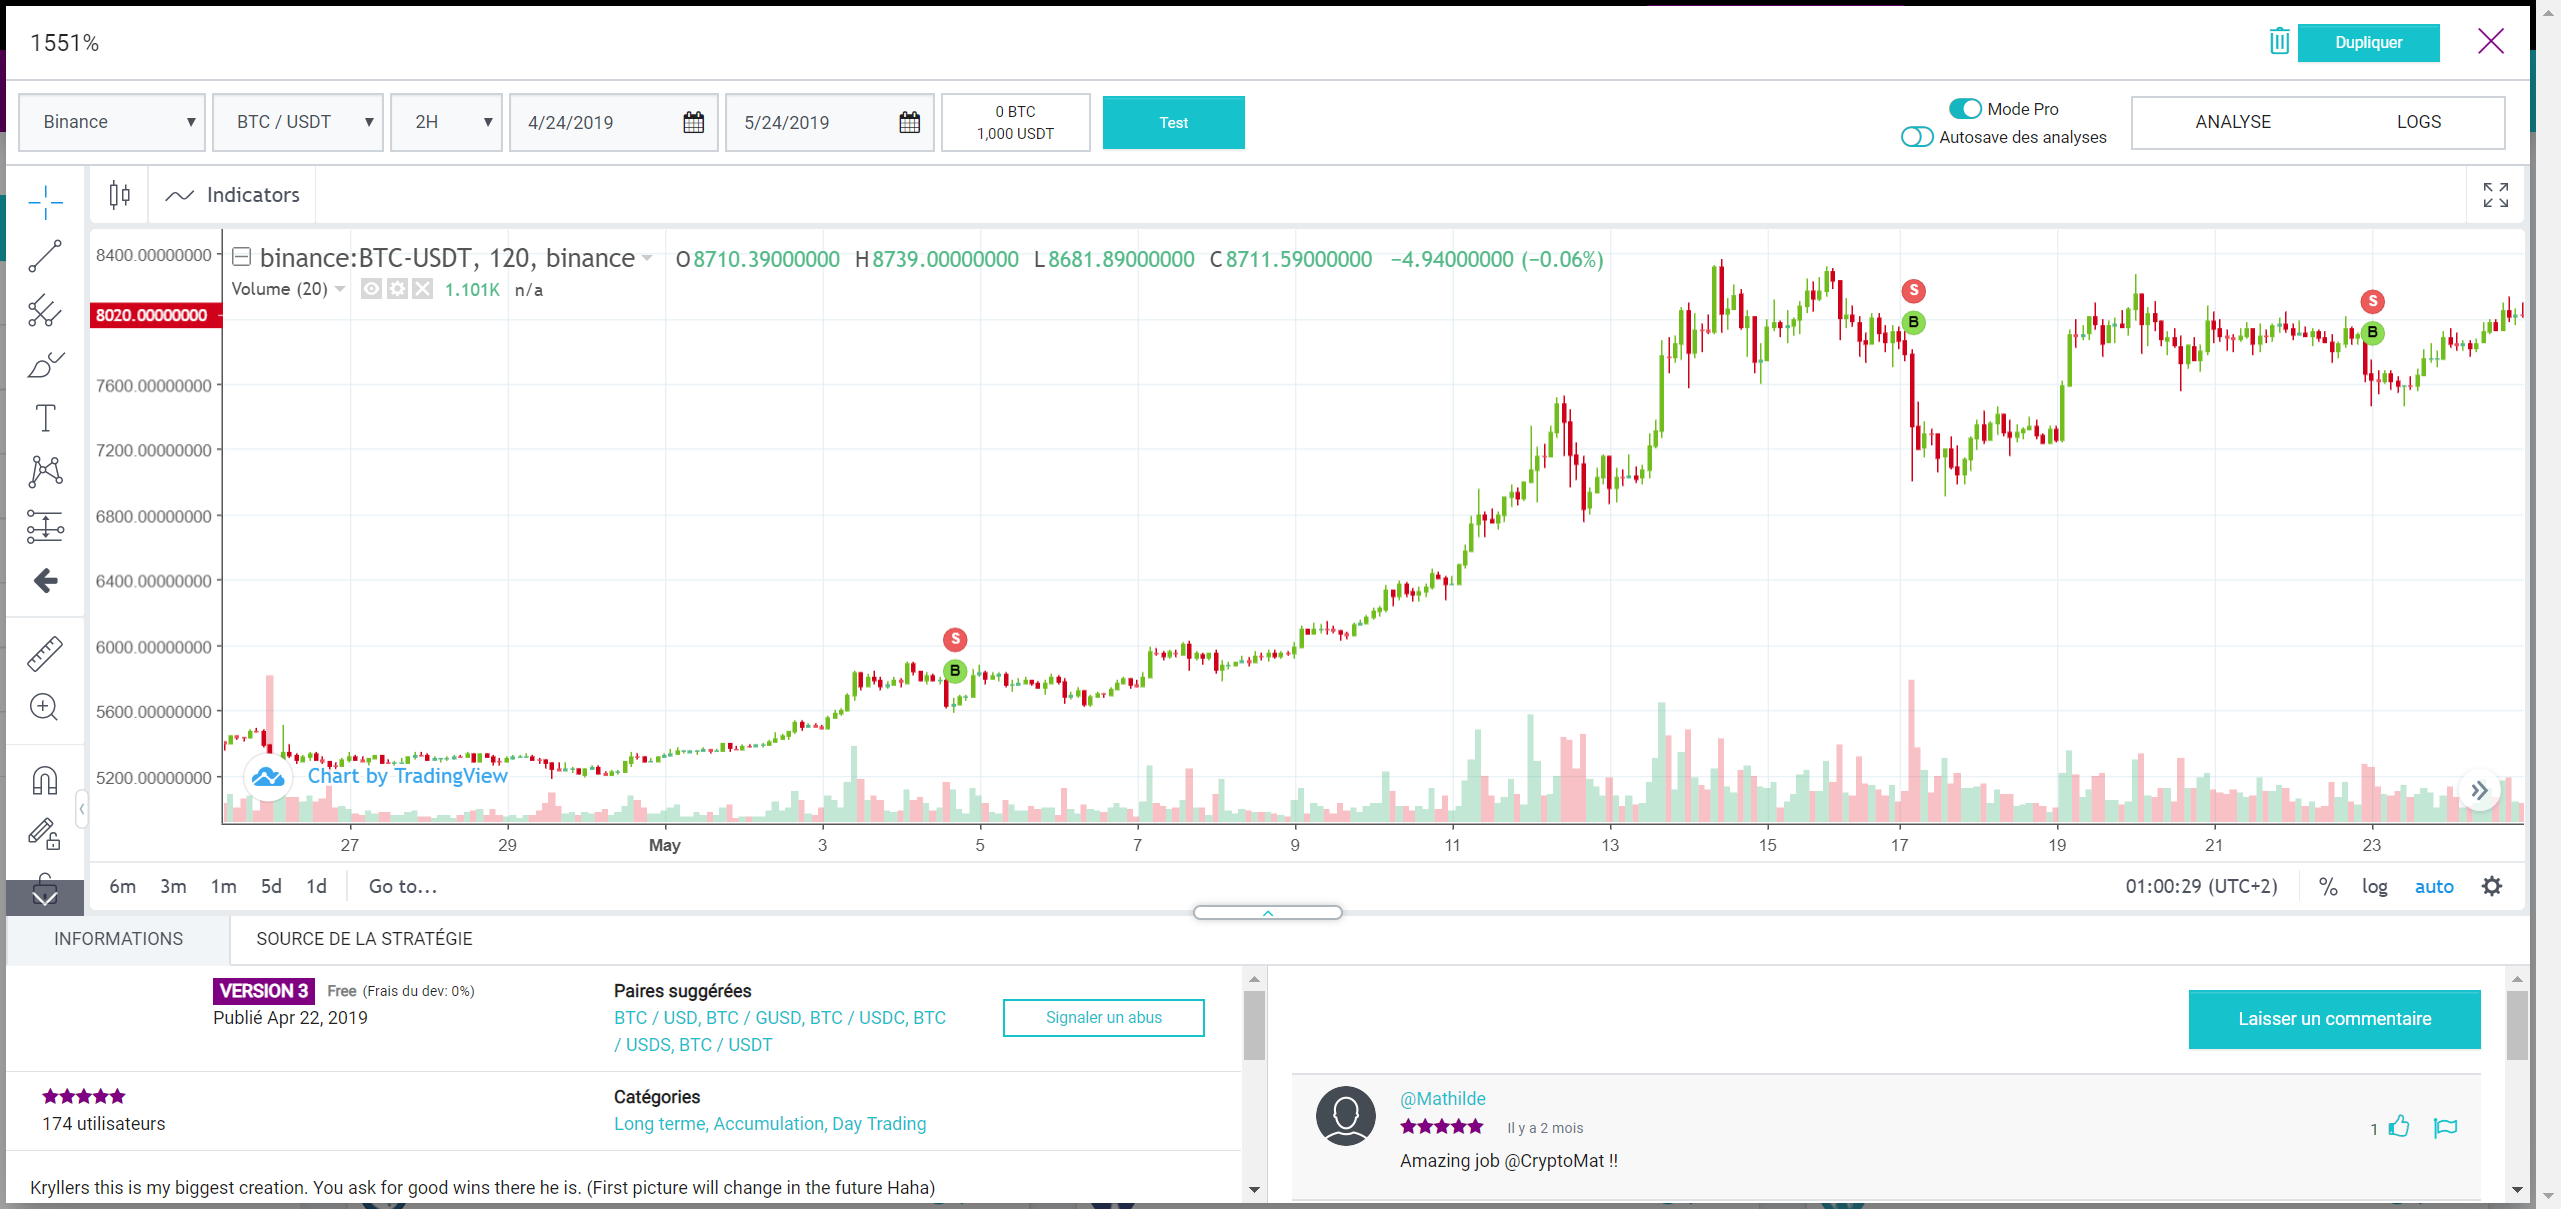 1551%
Dupliquer
Binance
BTC / USDT
2H
4/24/2019
5/24/2019
0 BTC
1,000 USDT
Test
Mode Pro
Autosave des analyses
ANALYSE
LOGS
Indicators
binance:BTC-USDT, 120, binance O8710.39000000 H8739.00000000 L8681.89000000 C8711.59000000 −4.94000000 (−0.06%)
Volume (20) 1.101K n/a
8400.00000000
8020.00000000
7600.00000000
7200.00000000
6800.00000000
6400.00000000
6000.00000000
5600.00000000
5200.00000000
S
B
S
B
S
B
Chart by TradingView
27 29 May 3 5 7 9 11 13 15 17 19 21 23
6m 3m 1m 5d 1d Go to...
01:00:29 (UTC+2) % log auto
INFORMATIONS
SOURCE DE LA STRATÉGIE
VERSION 3 Free (Frais du dev: 0%)
Publié Apr 22, 2019
Paires suggérées
BTC / USD, BTC / GUSD, BTC / USDC, BTC
/ USDS, BTC / USDT
Signaler un abus
174 utilisateurs
Catégories
Long terme, Accumulation, Day Trading
Kryllers this is my biggest creation. You ask for good wins there he is. (First picture will change in the future Haha)
Laisser un commentaire
@Mathilde
Il y a 2 mois
1
Amazing job @CryptoMat !!